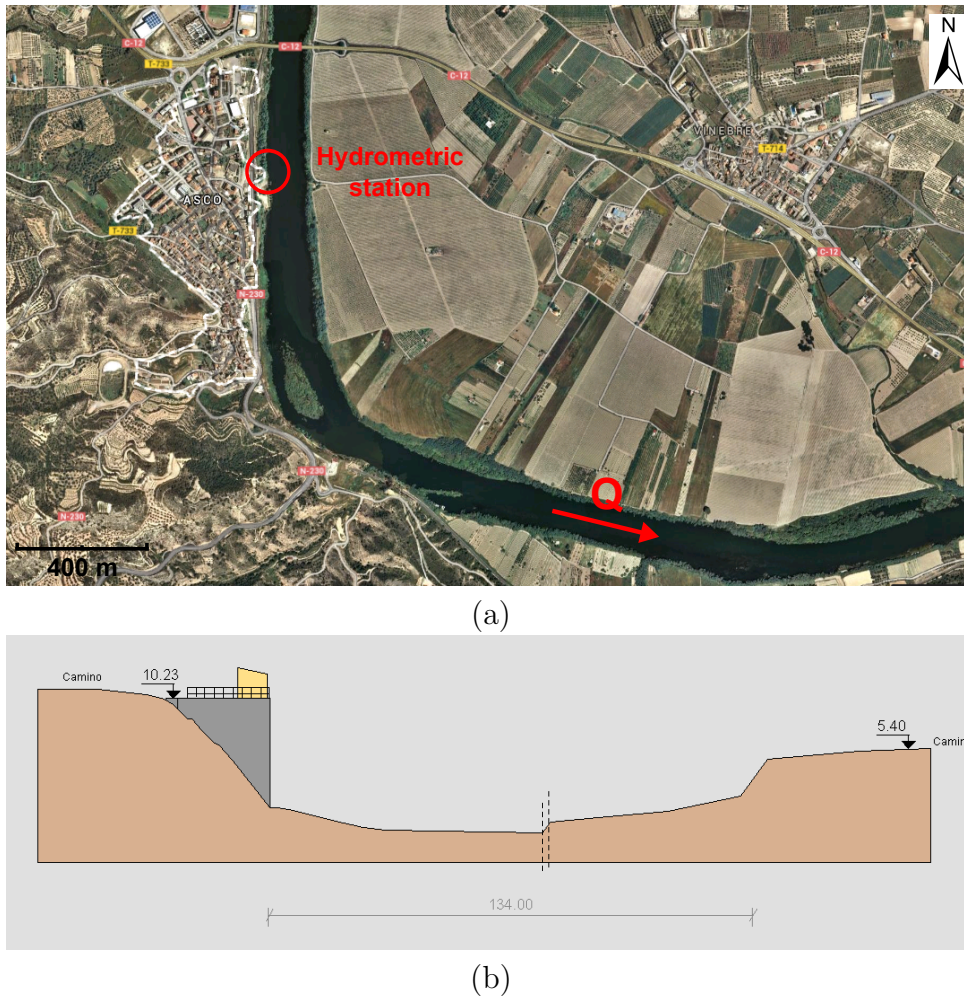 C-12
C-12
N
T-733
C-12
VINEBRE
T-714
Hydrometric
station
ASCO
T-733
C-12
N-230
N-230
Q
N-230
400 m
(a)
Camino
10.23
5.40
Camin
134.00
(b)